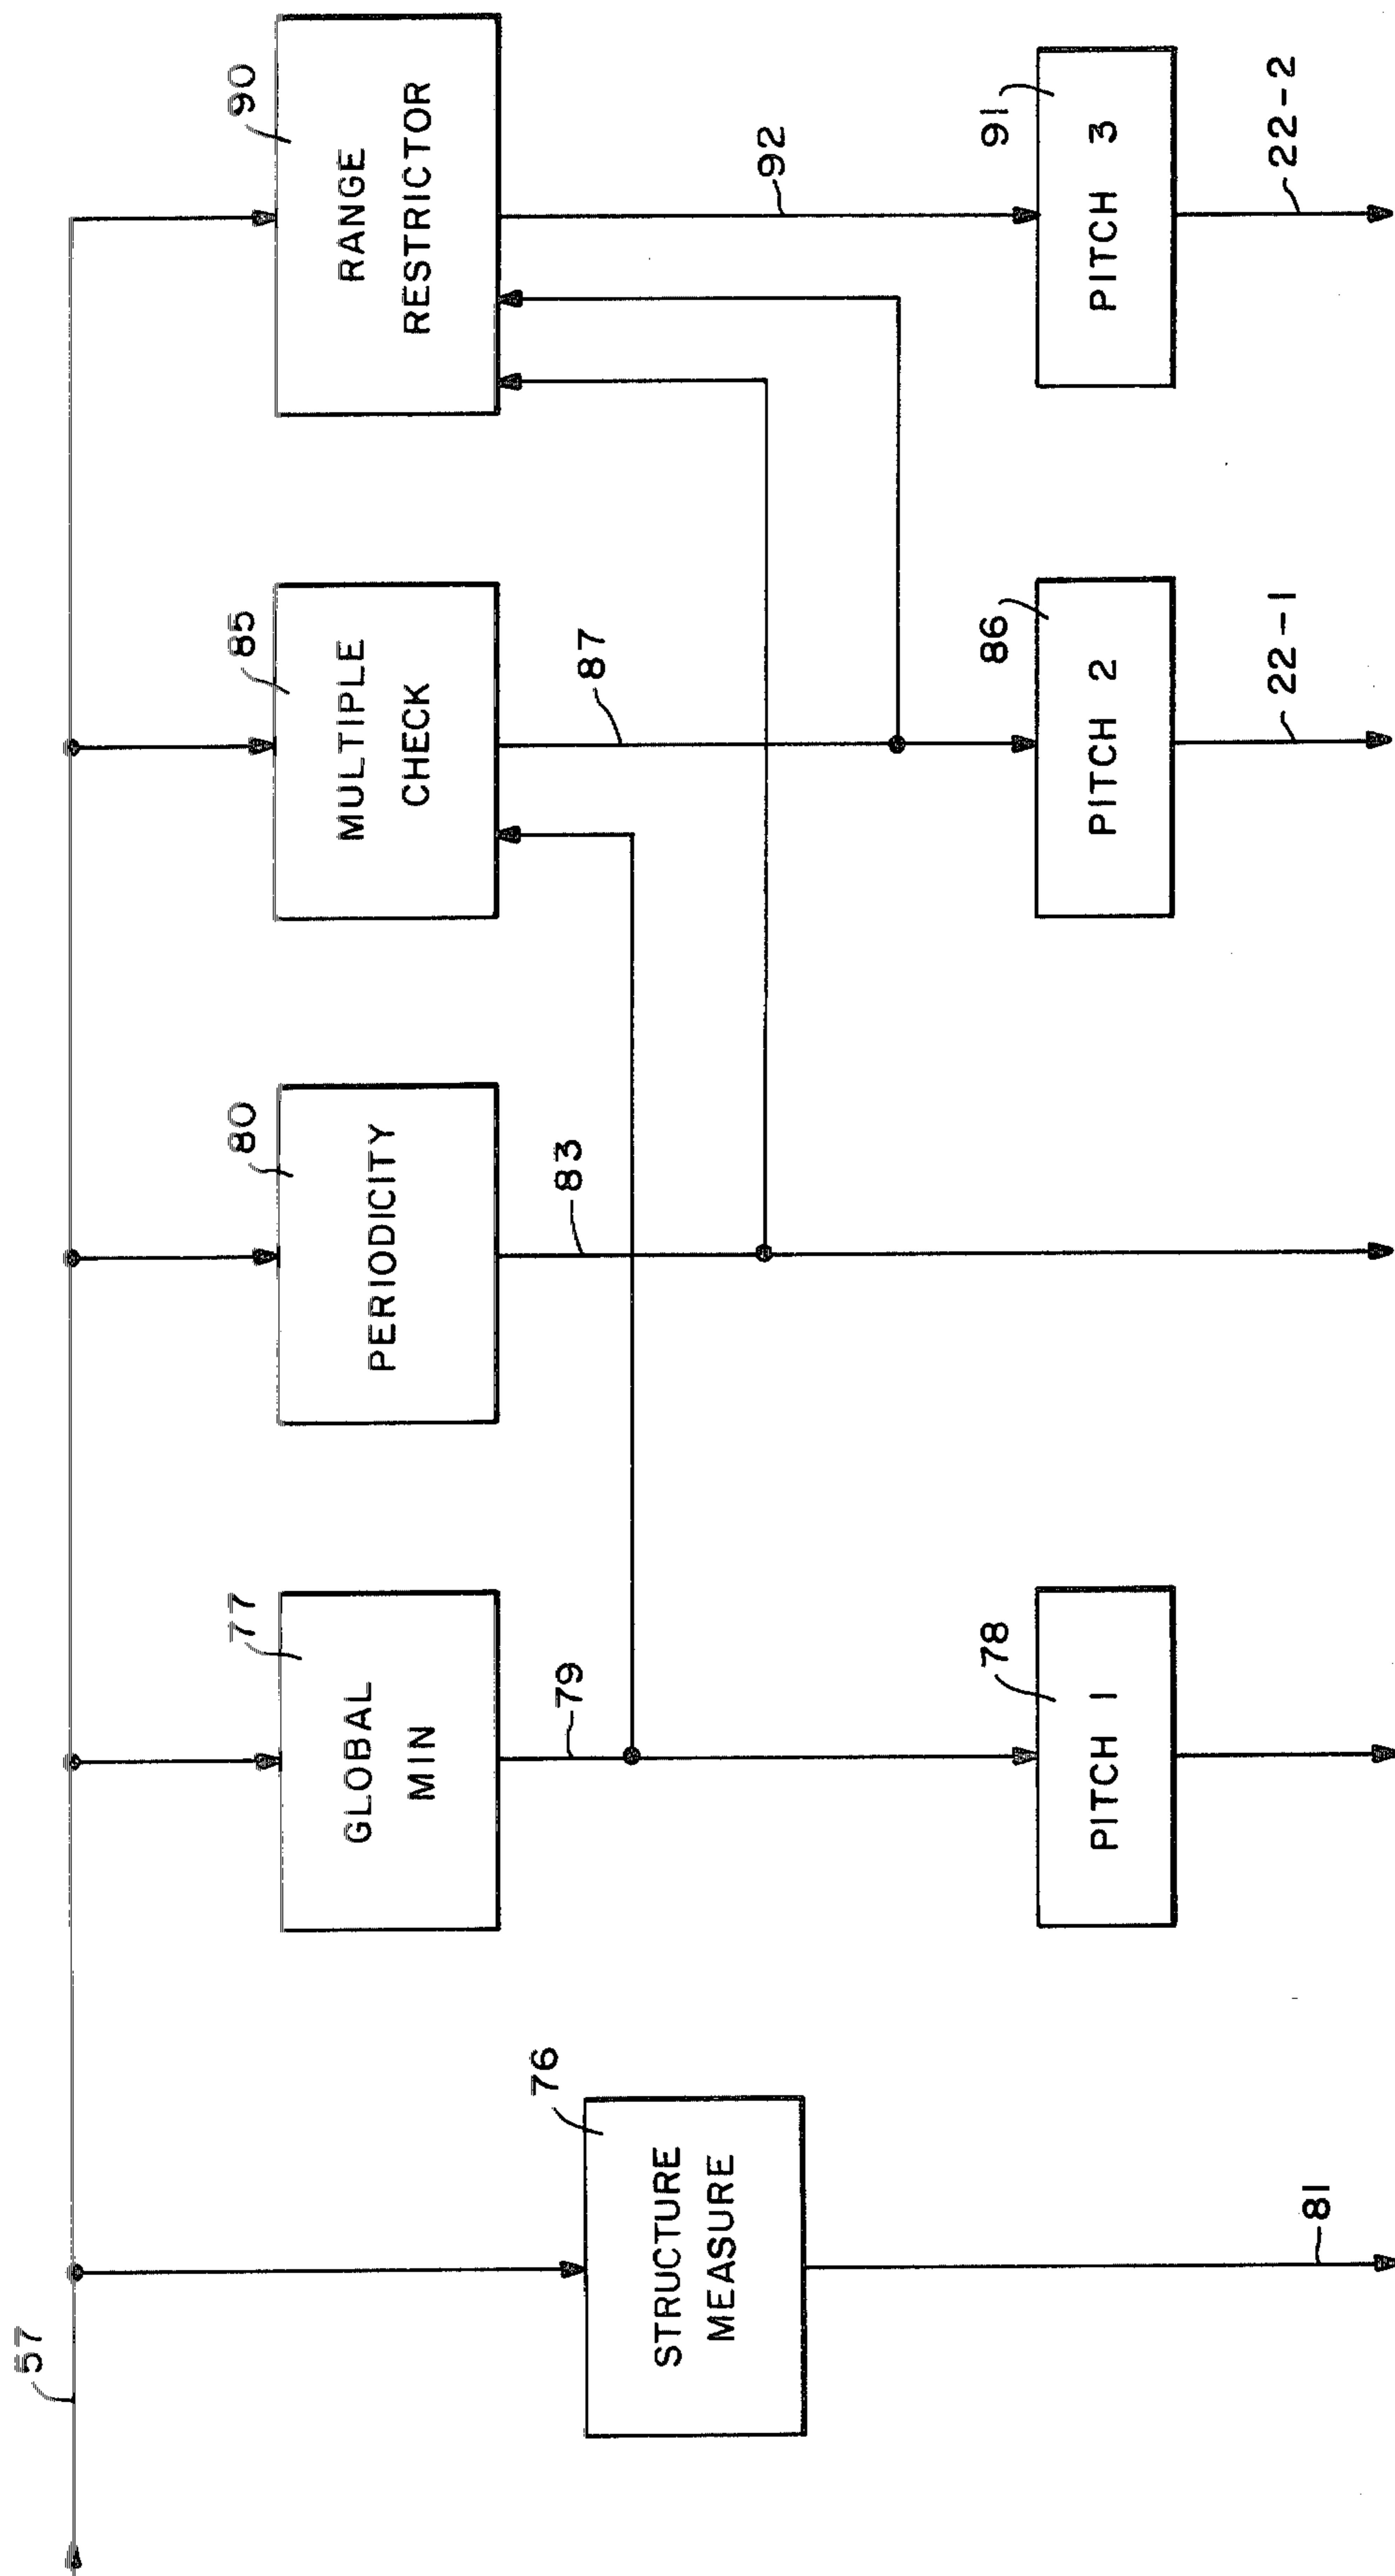 57
76
STRUCTURE
MEASURE
81
77
GLOBAL
MIN
79
78
PITCH 1
80
PERIODICITY
83
85
MULTIPLE
CHECK
87
86
PITCH 2
22-1
90
RANGE
RESTRICTOR
92
91
PITCH 3
22-2